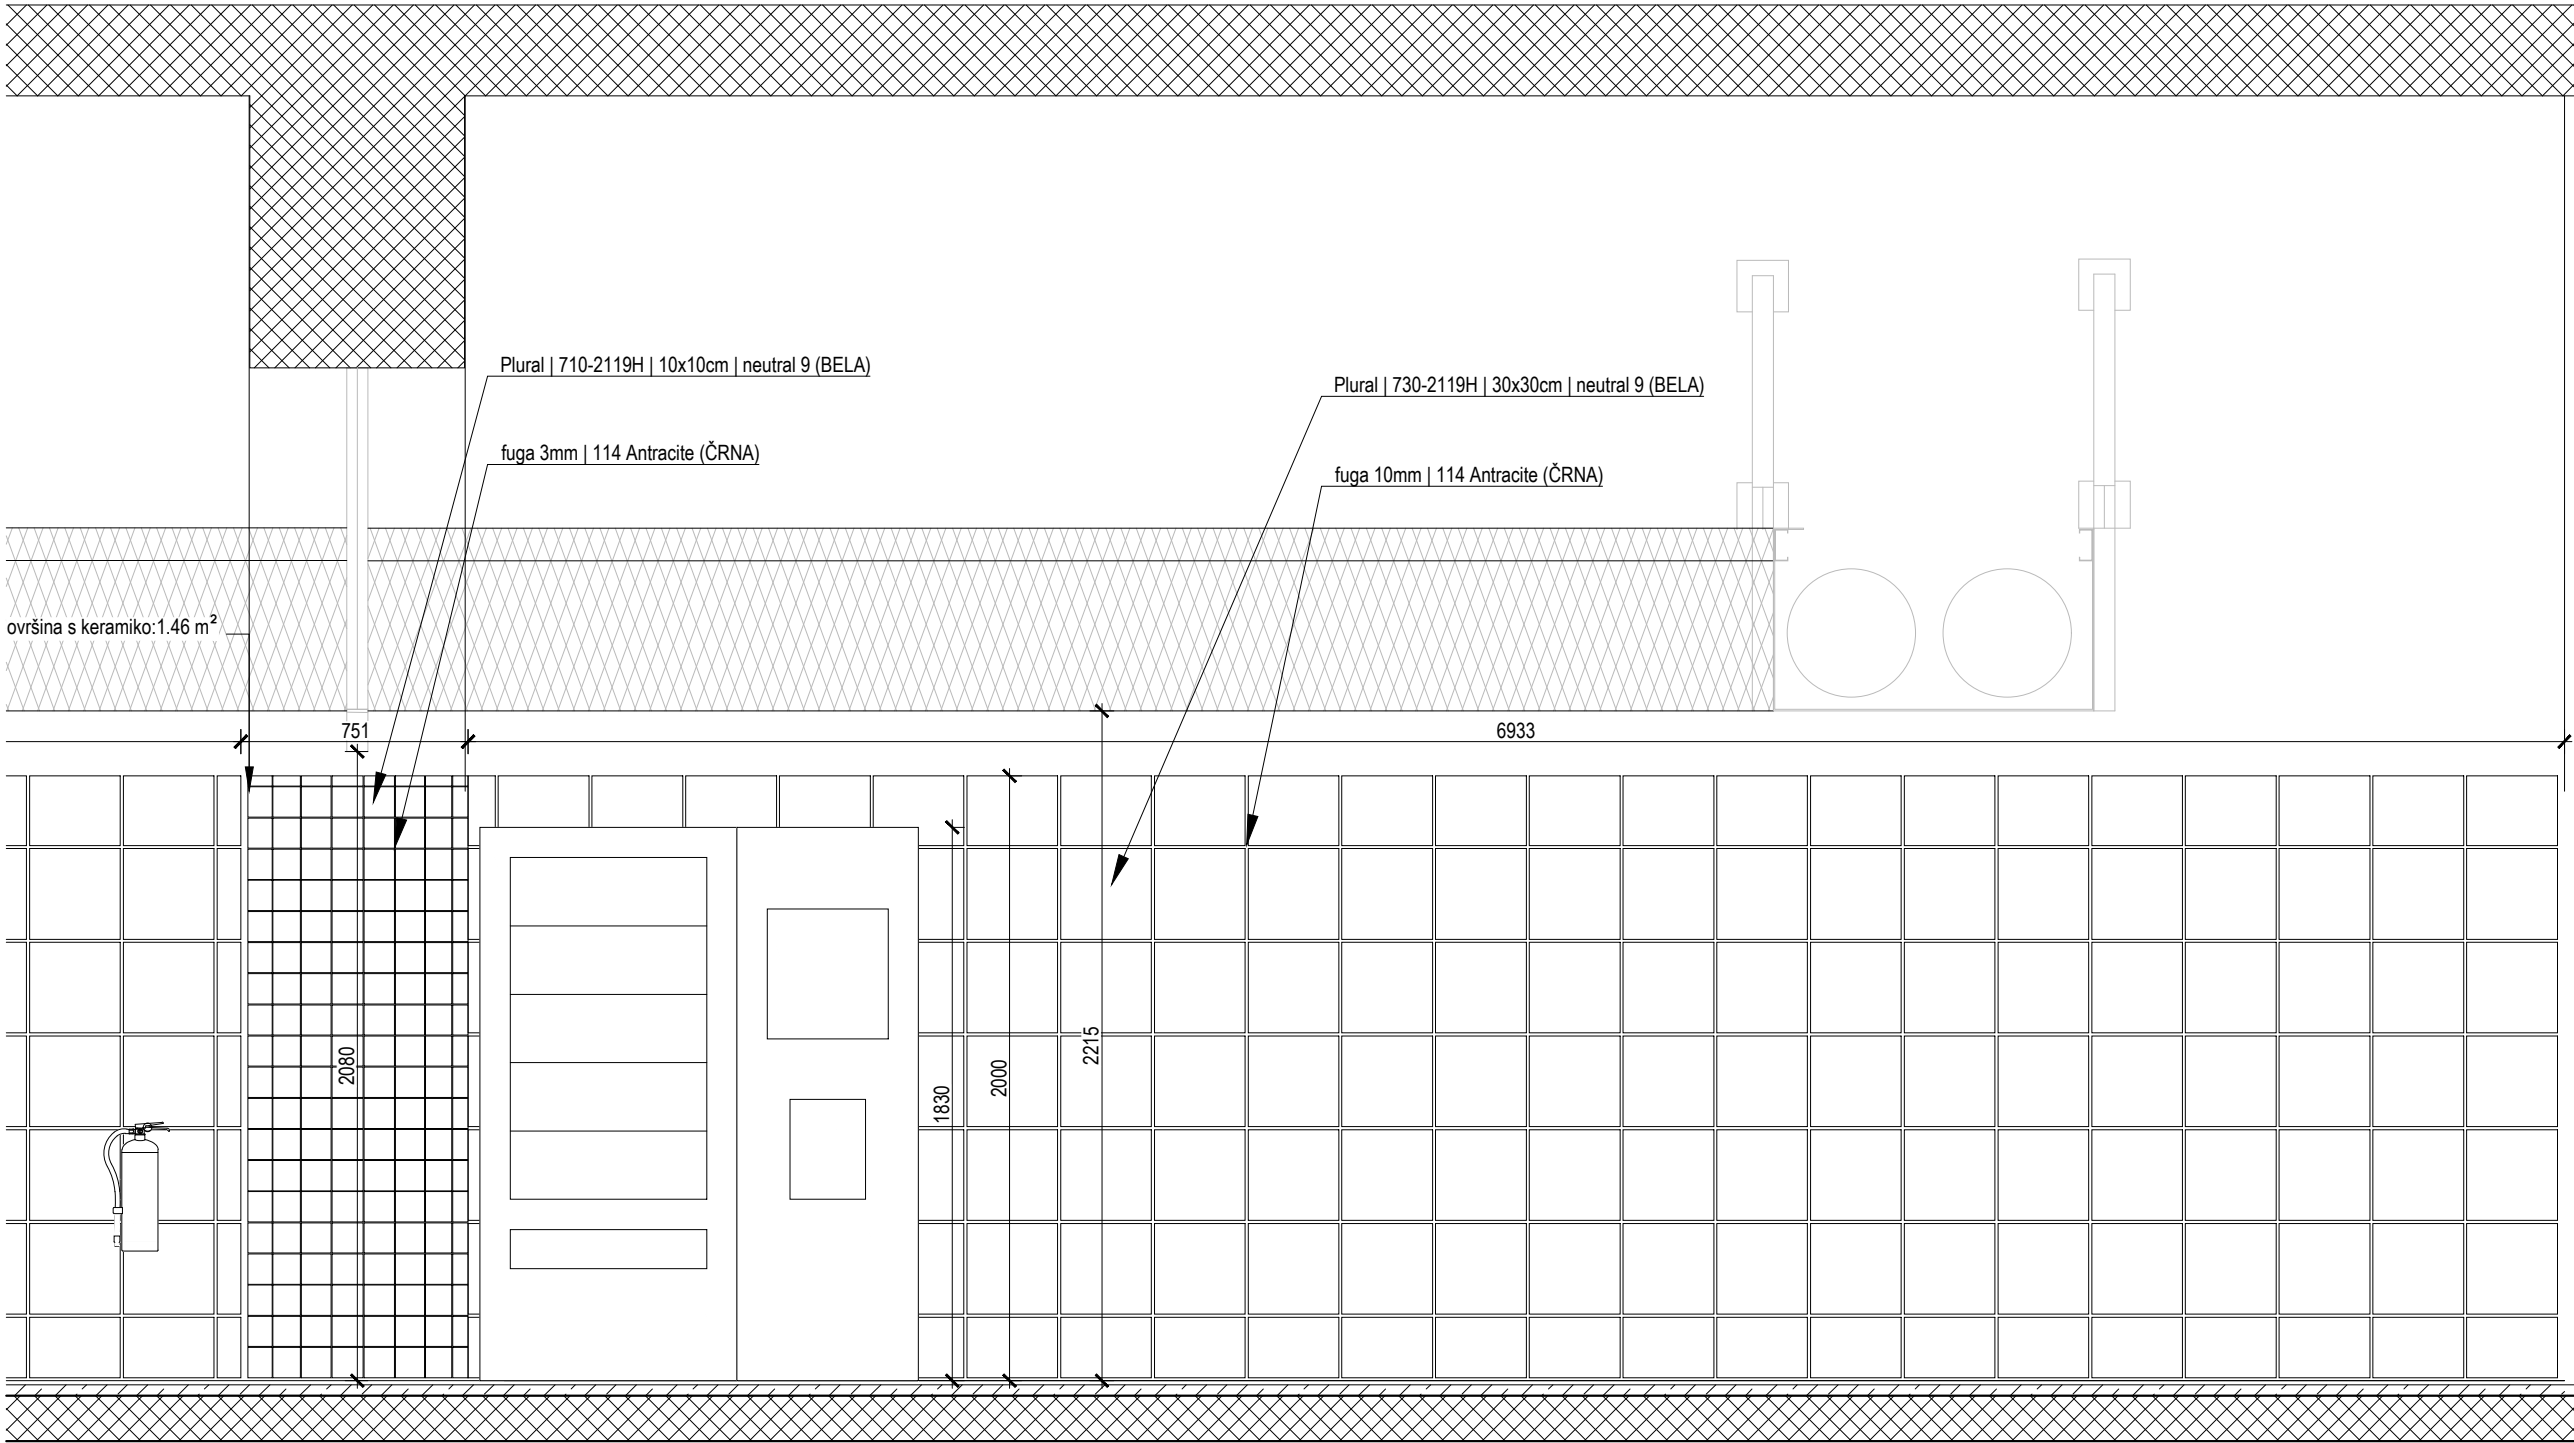 Plural | 710-2119H | 10x10cm | neutral 9 (BELA)
Plural | 730-2119H | 30x30cm | neutral 9 (BELA)
fuga 3mm | 114 Antracite (ČRNA)
fuga 10mm | 114 Antracite (ČRNA)
ovršina s keramiko:1.46 m²
751
6933
2080
1830
2000
2215